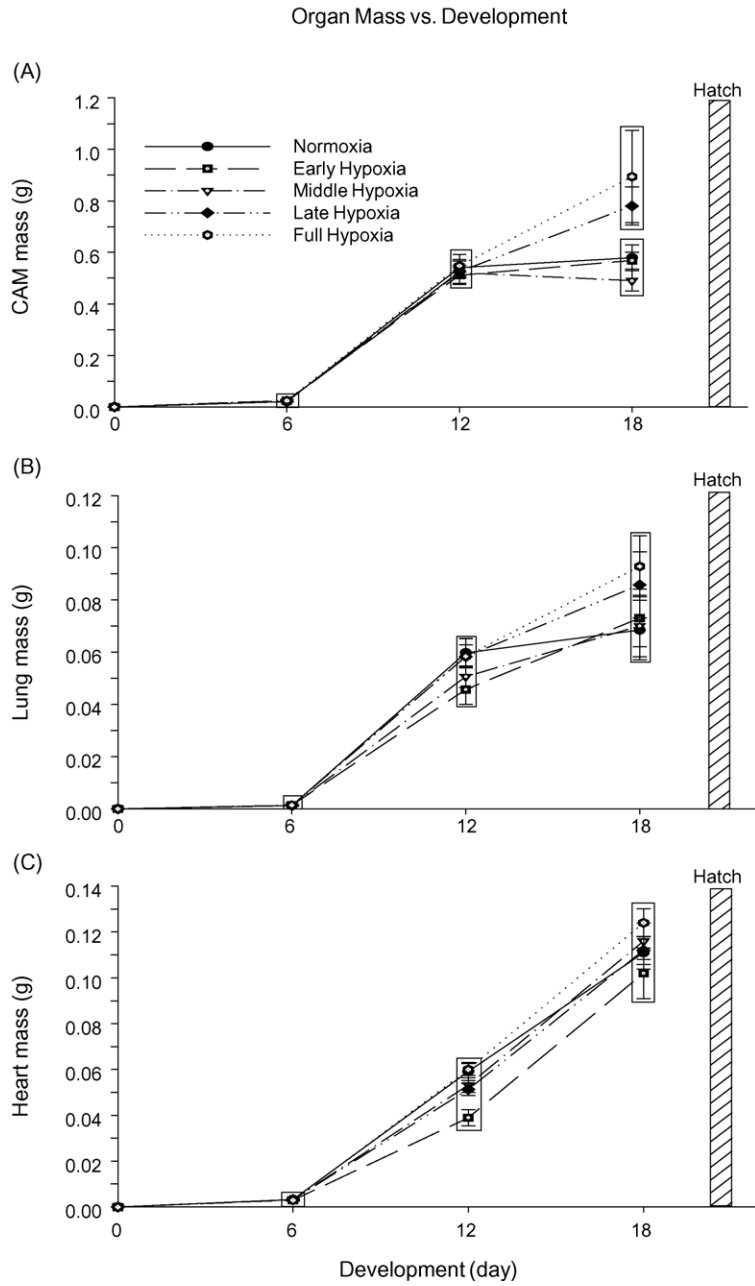 Organ Mass vs. Development
(A)
Hatch
1.2
1.0
0.8
0.6
0.4
0.2
0.0
CAM mass (g)
Normoxia
Early Hypoxia
Middle Hypoxia
Late Hypoxia
Full Hypoxia
0 6 12 18
(B)
Hatch
0.12
0.10
0.08
0.06
0.04
0.02
0.00
Lung mass (g)
0 6 12 18
(C)
Hatch
0.14
0.12
0.10
0.08
0.06
0.04
0.02
0.00
Heart mass (g)
0 6 12 18
Development (day)